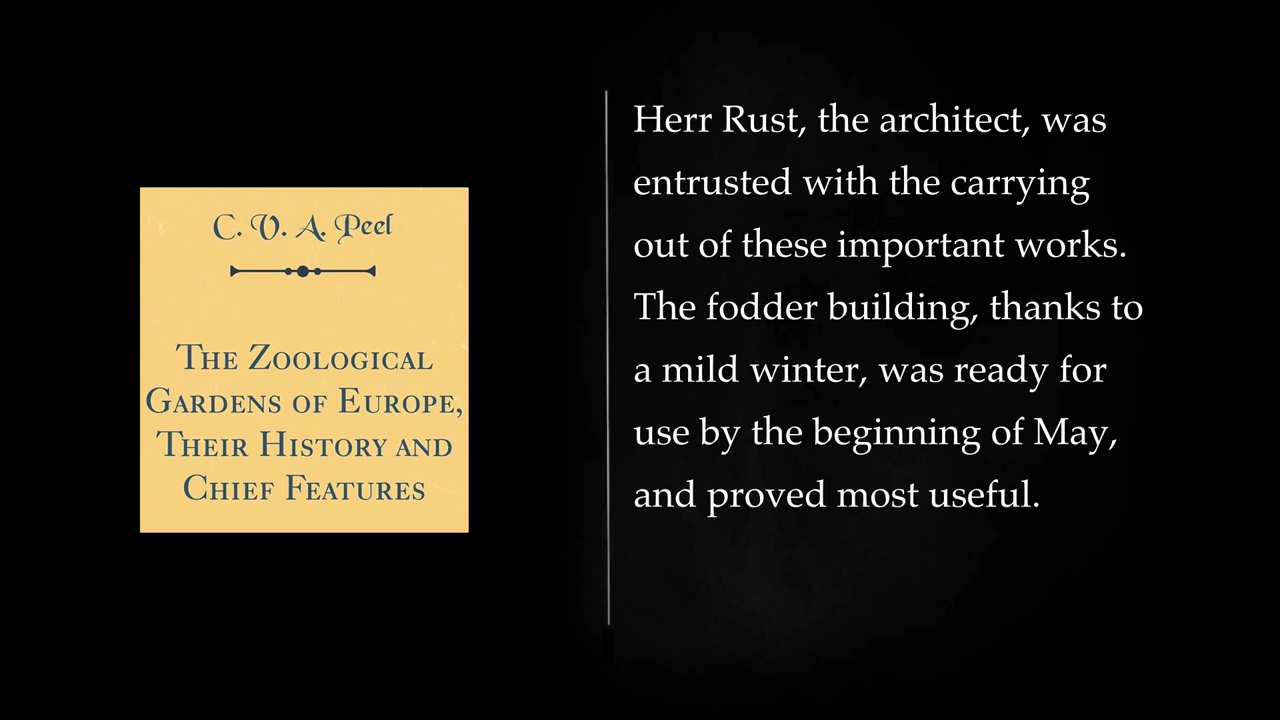 C. V. A. Peel
The Zoological
Gardens of Europe,
Their History and
Chief Features
Herr Rust, the architect, was
entrusted with the carrying
out of these important works.
The fodder building, thanks to
a mild winter, was ready for
use by the beginning of May,
and proved most useful.